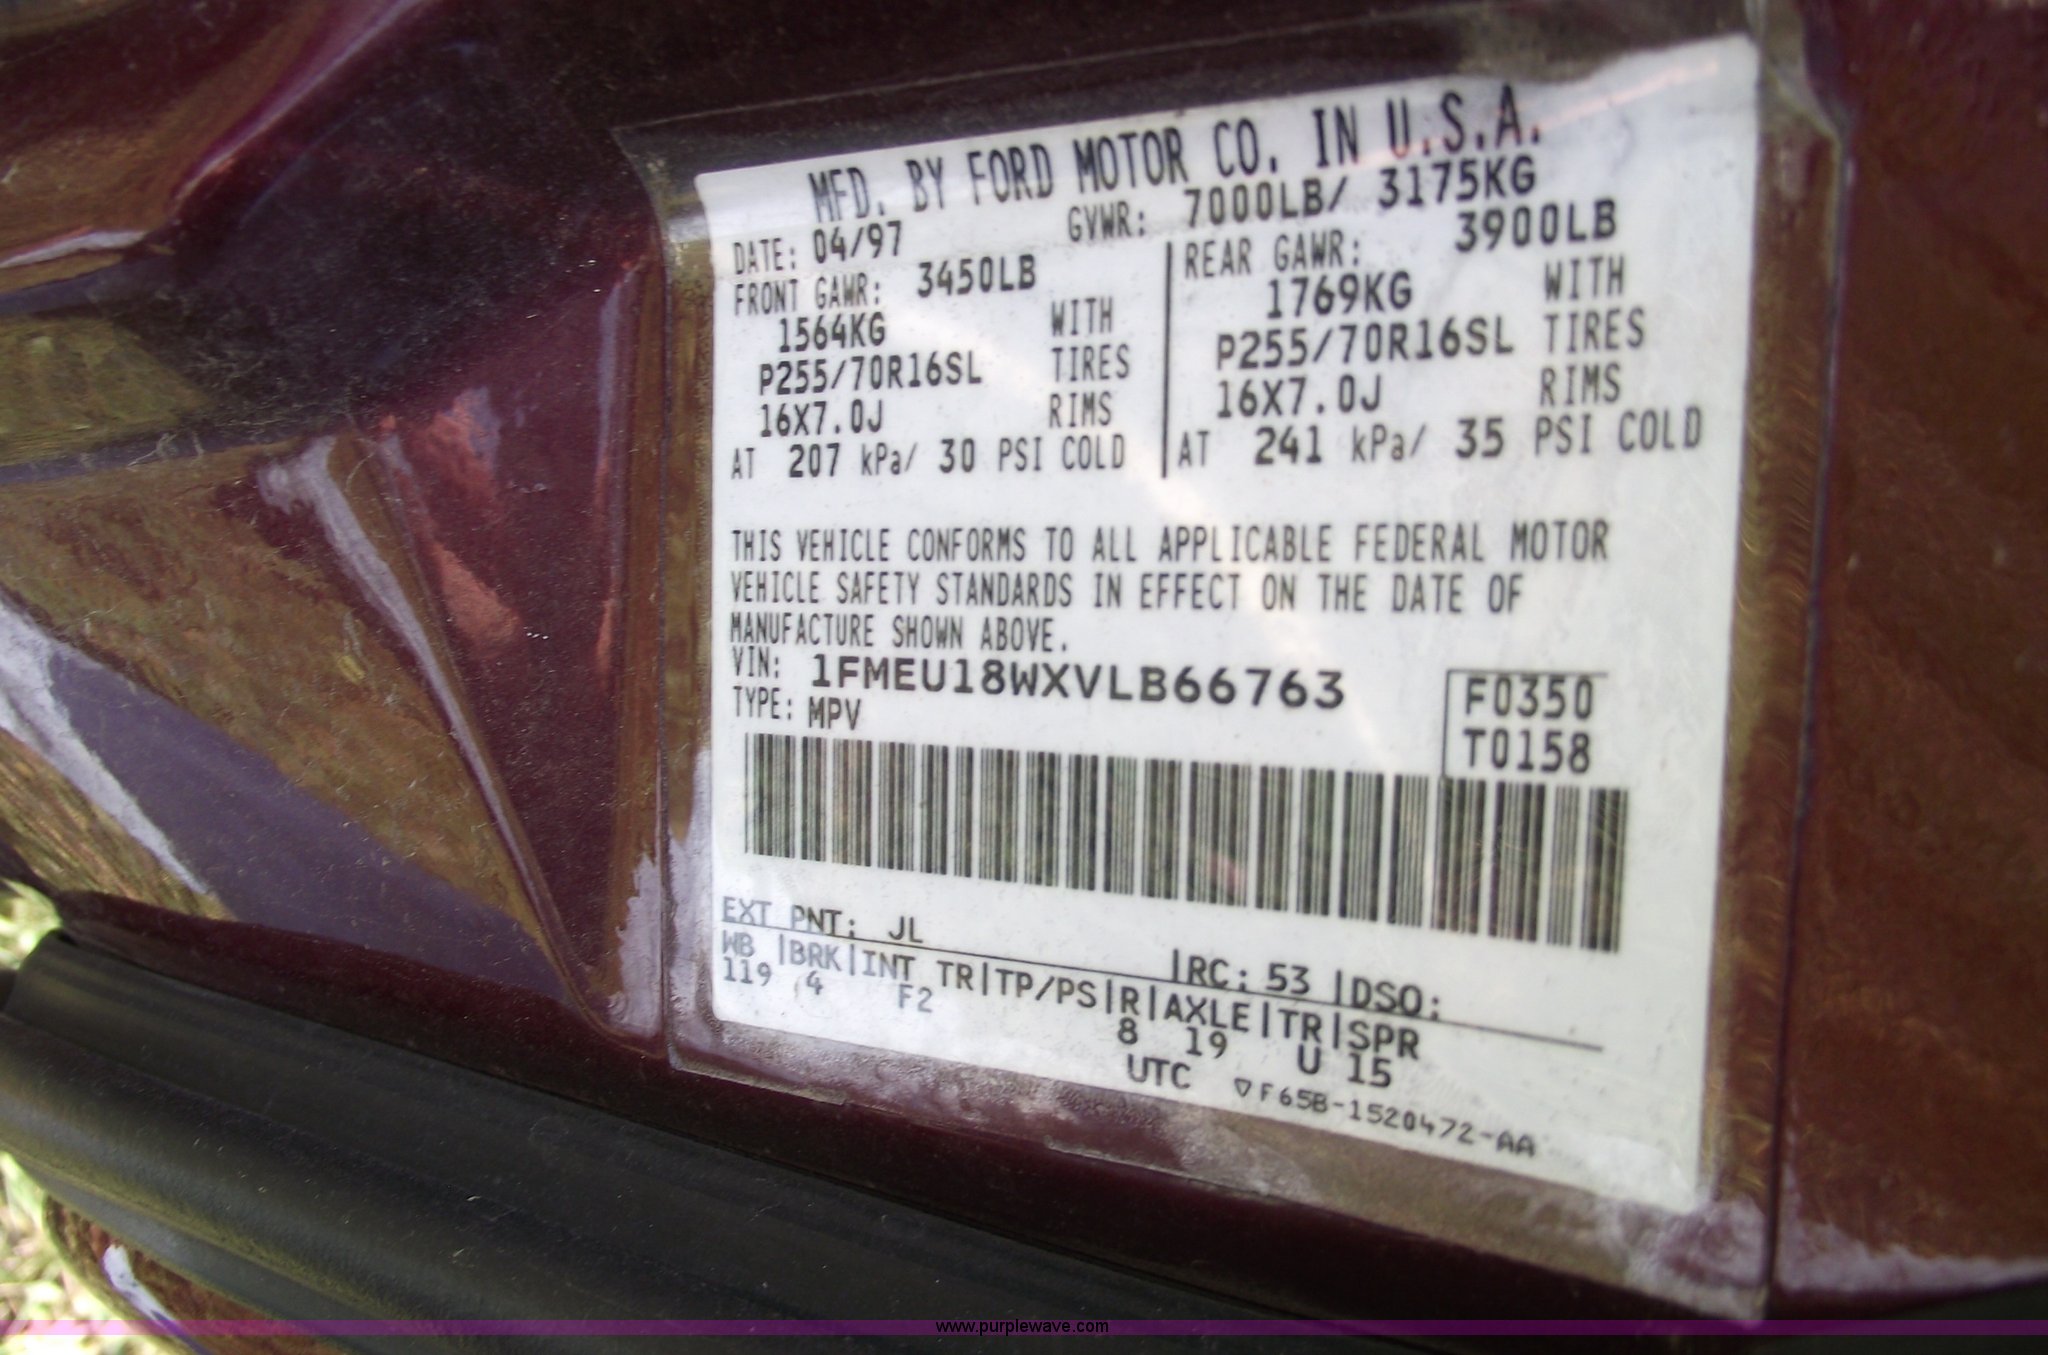 MFD. BY FORD MOTOR CO. IN U.S.A.
DATE: 04/97 GVWR: 7000LB/ 3175KG
FRONT GAWR: 3450LB
1564KG WITH
P255/70R16SL TIRES
16X7.0J RIMS
AT 207 kPa/ 30 PSI COLD
REAR GAWR: 3900LB
1769KG WITH
P255/70R16SL TIRES
16X7.0J RIMS
AT 241 kPa/ 35 PSI COLD
THIS VEHICLE CONFORMS TO ALL APPLICABLE FEDERAL MOTOR
VEHICLE SAFETY STANDARDS IN EFFECT ON THE DATE OF
MANUFACTURE SHOWN ABOVE.
VIN: 1FMEU18WXVLB66763
TYPE: MPV
F0350
T0158
EXT PNT: JL |RC: 53 |DSO:
WB |BRK|INT TR|TP/PS|R|AXLE|TR|SPR
119 4 F2 8 19 U 15
UTC ▽F65B-1520472-AA
www.purplewave.com